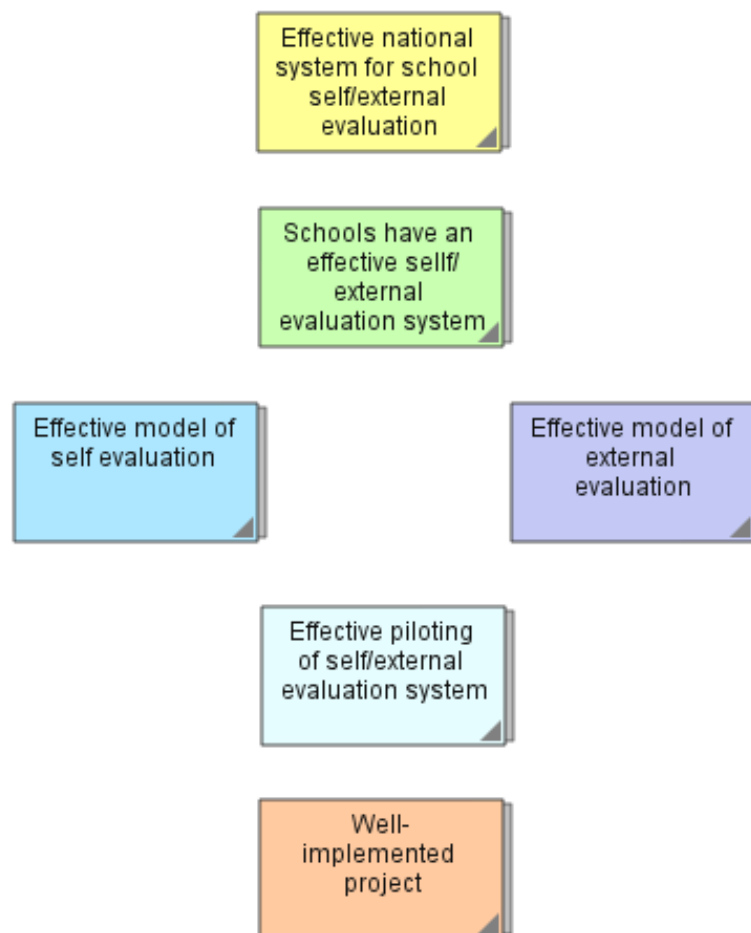 Effective national
system for school
self/external
evaluation
Schools have an
effective sellf/
external
evaluation system
Effective model of
self evaluation
Effective model of
external
evaluation
Effective piloting
of self/external
evaluation system
Well-
implemented
project